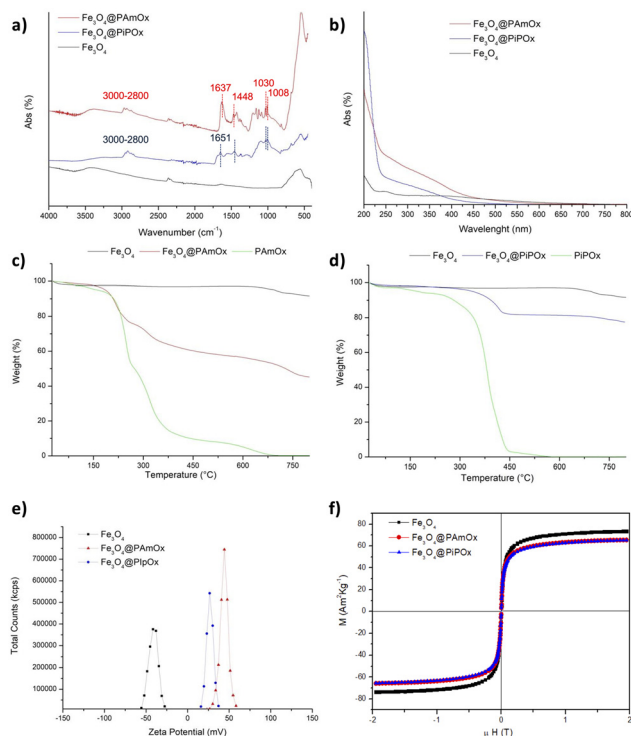 a)
Fe3O4@PAmOx
Fe3O4@PiPOx
Fe3O4
3000-2800
1637
1448
1030
1008
3000-2800
1651
Abs (%)
4000 3500 3000 2500 2000 1500 1000 500
Wavenumber (cm-1
b)
Fe3O4@PAmOx
Fe3O4@PiPOx
Fe3O4
Abs (%)
200 250 300 350 400 450 500 550 600 650 700 750 800
Wavelenght (nm)
c)
Fe3O4 Fe3O4@PAmOx PAmOx
100
80
60
40
20
0
Weight (%)
150 300 450 600 750
Temperature (°C)
d)
Fe3O4 Fe3O4@PiPOx PiPOx
100
80
60
40
20
0
Weight (%)
150 300 450 600 750
Temperature (°C)
e)
Fe3O4
Fe3O4@PAmOx
Fe3O4@PIpOx
800000
700000
600000
500000
400000
300000
200000
100000
Total Counts (kcps)
-150 -100 -50 0 50 100 150
Zeta Potential (mV)
f)
Fe3O4
Fe3O4@PAmOx
Fe3O4@PiPOx
80
60
40
20
0
-20
-40
-60
-80
M (Am2Kg-1)
-2 -1 0 1 2
μ H (T)